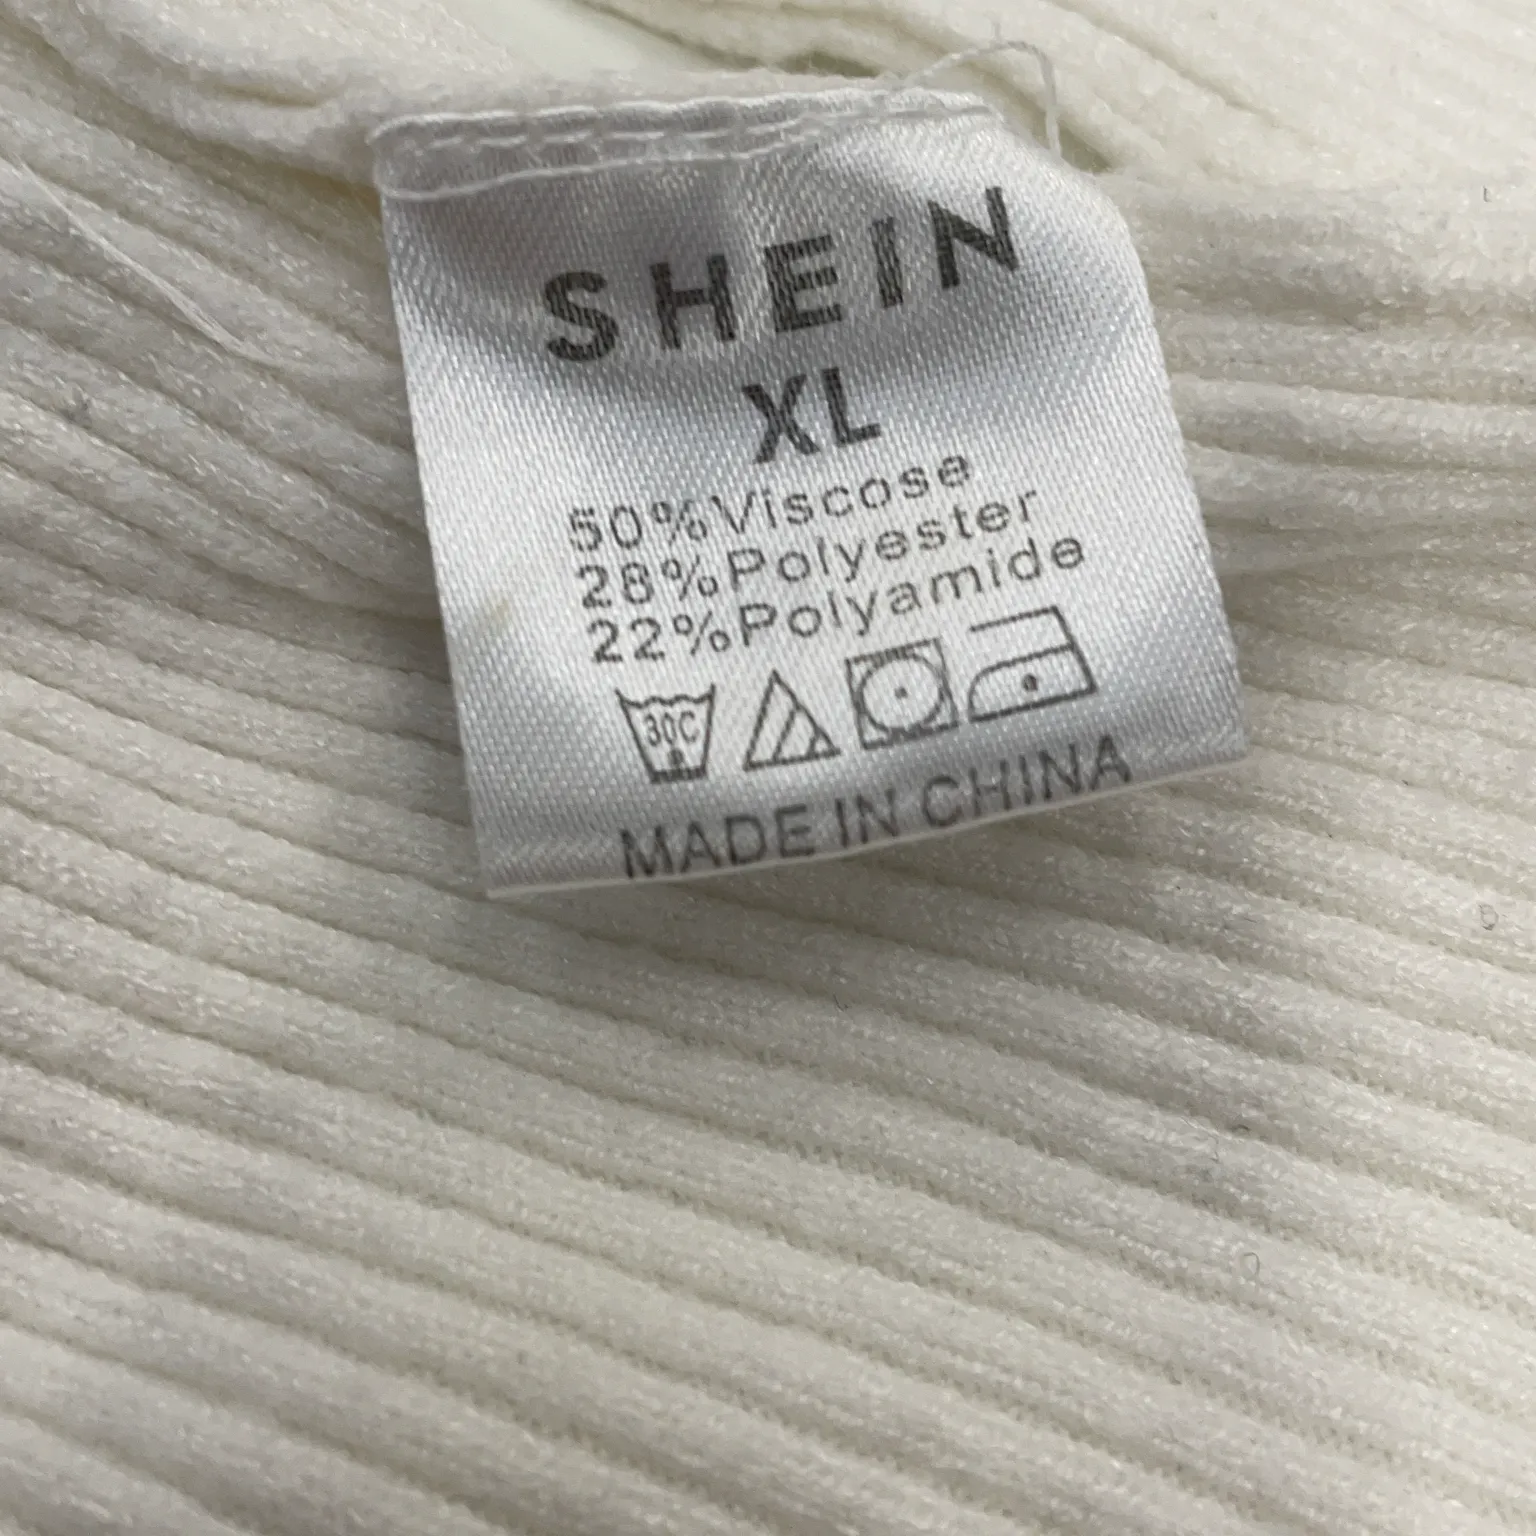 SHEIN
XL
50%Viscose
28%Polyester
22%Polyamide
30C
MADE IN CHINA